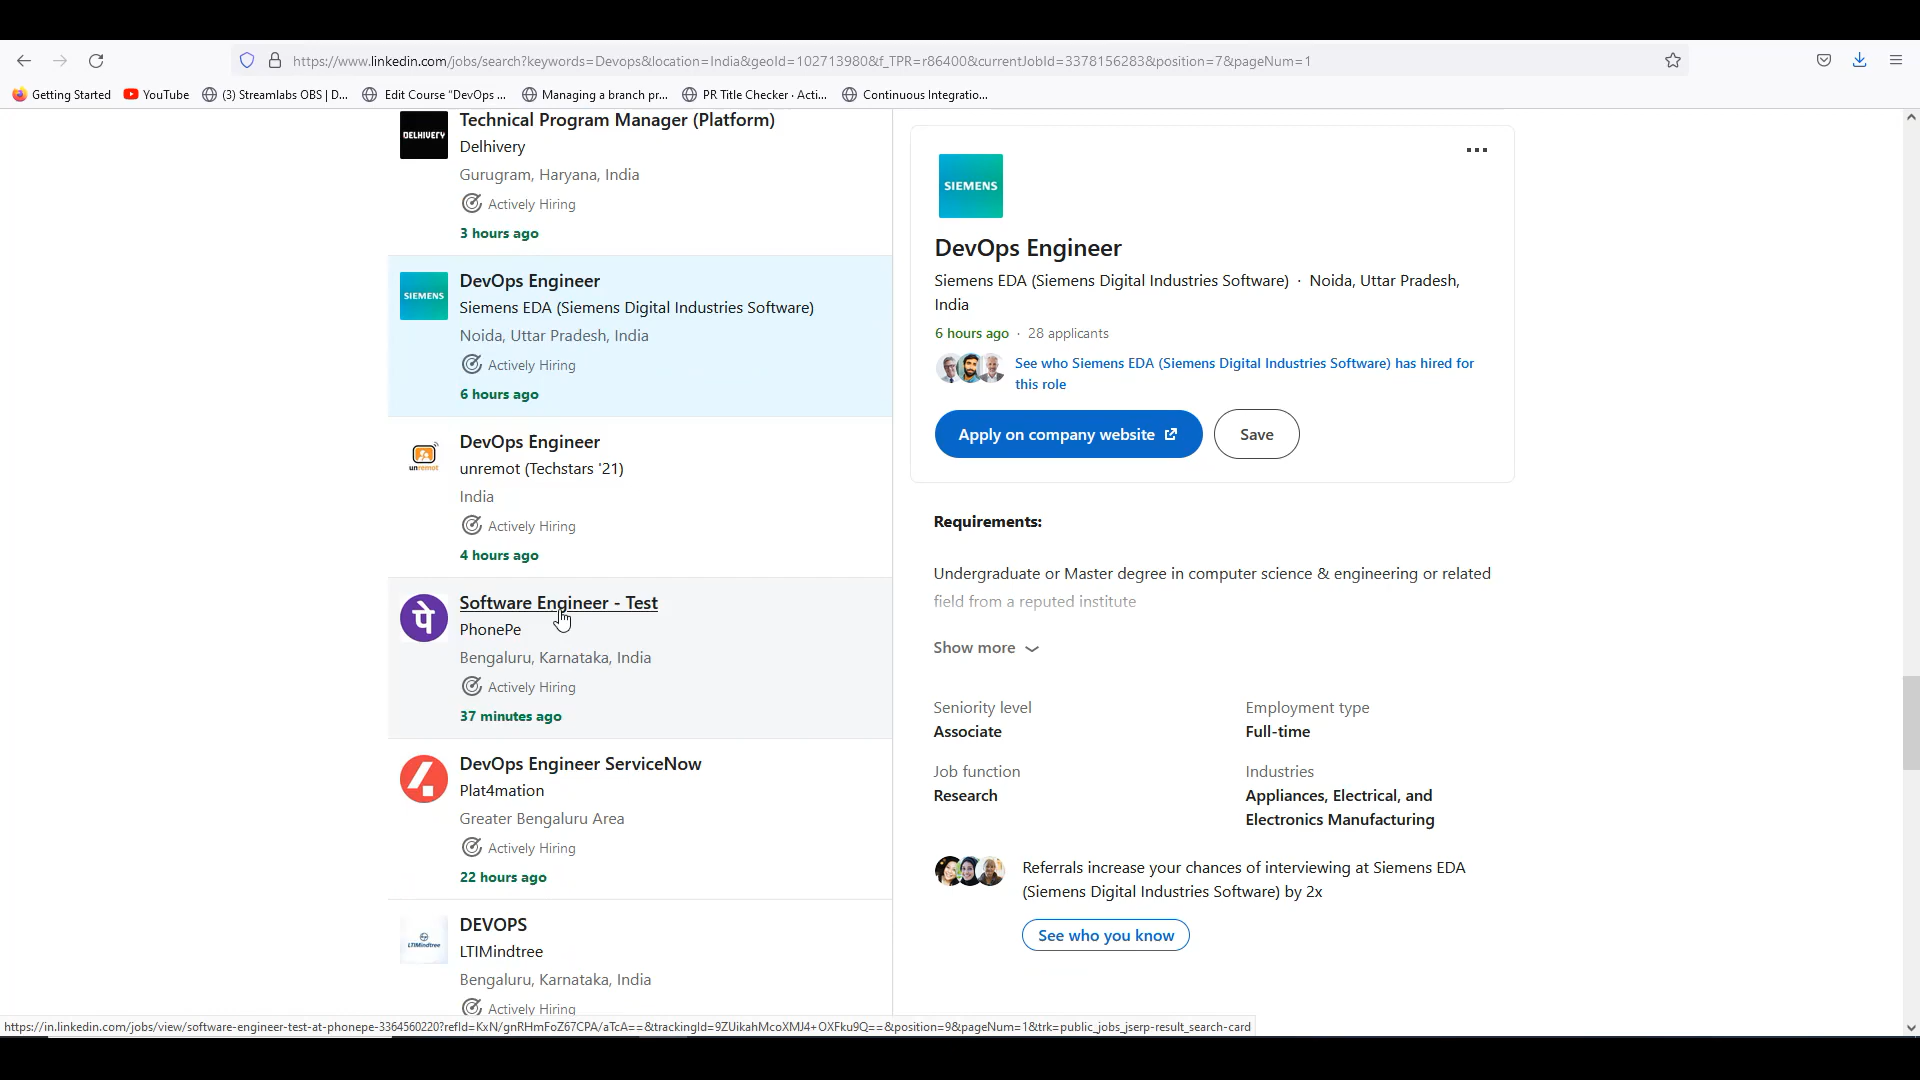 https://www.linkedin.com/jobs/search?keywords=Devops&location=India&geoId=102713980&f_TPR=r86400&currentJobId=3378156283&position=7&pageNum=1
Getting Started
YouTube
(3) Streamlabs OBS | D...
Edit Course "DevOps ...
Managing a branch pr...
PR Title Checker · Acti...
Continuous Integratio...
DELHIVERY
Technical Program Manager (Platform)
Delhivery
Gurugram, Haryana, India
Actively Hiring
3 hours ago
SIEMENS
DevOps Engineer
Siemens EDA (Siemens Digital Industries Software)
Noida, Uttar Pradesh, India
Actively Hiring
6 hours ago
unremot
DevOps Engineer
unremot (Techstars '21)
India
Actively Hiring
4 hours ago
पे
Software Engineer - Test
PhonePe
Bengaluru, Karnataka, India
Actively Hiring
37 minutes ago
DevOps Engineer ServiceNow
Plat4mation
Greater Bengaluru Area
Actively Hiring
22 hours ago
LTIMindtree
DEVOPS
LTIMindtree
Bengaluru, Karnataka, India
Actively Hiring
SIEMENS
DevOps Engineer
Siemens EDA (Siemens Digital Industries Software) · Noida, Uttar Pradesh,
India
6 hours ago · 28 applicants
See who Siemens EDA (Siemens Digital Industries Software) has hired for
this role
Apply on company website
Save
Requirements:
Undergraduate or Master degree in computer science & engineering or related
field from a reputed institute
Show more
Seniority level
Associate
Employment type
Full-time
Job function
Research
Industries
Appliances, Electrical, and
Electronics Manufacturing
Referrals increase your chances of interviewing at Siemens EDA
(Siemens Digital Industries Software) by 2x
See who you know
https://in.linkedin.com/jobs/view/software-engineer-test-at-phonepe-3364560220?refId=KxN/gnRHmFoZ67CPA/aTcA==&trackingId=9ZUikahMcoXMJ4+OXFku9Q==&position=9&pageNum=1&trk=public_jobs_jserp-result_search-card